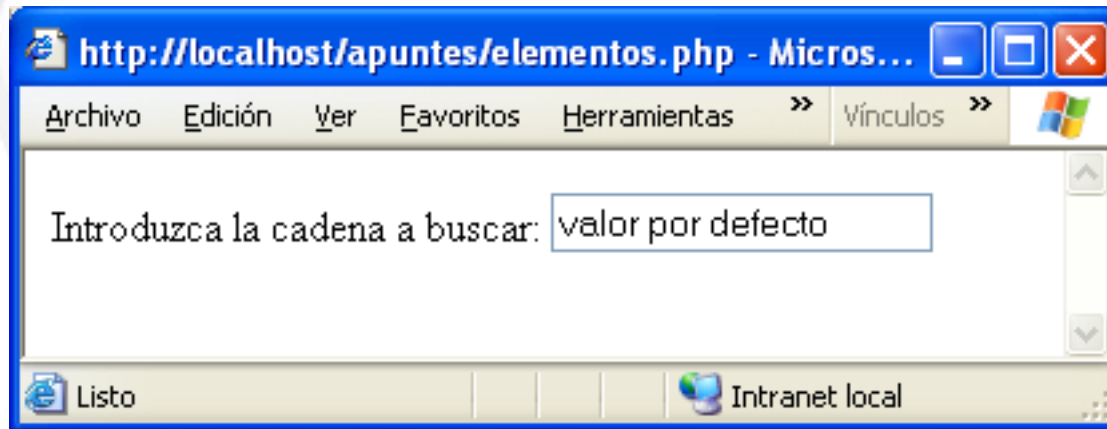 http://localhost/apuntes/elementos.php - Micros...
Archivo Edición Ver Favoritos Herramientas » Vínculos »
Introduzca la cadena a buscar: valor por defecto
Listo Intranet local